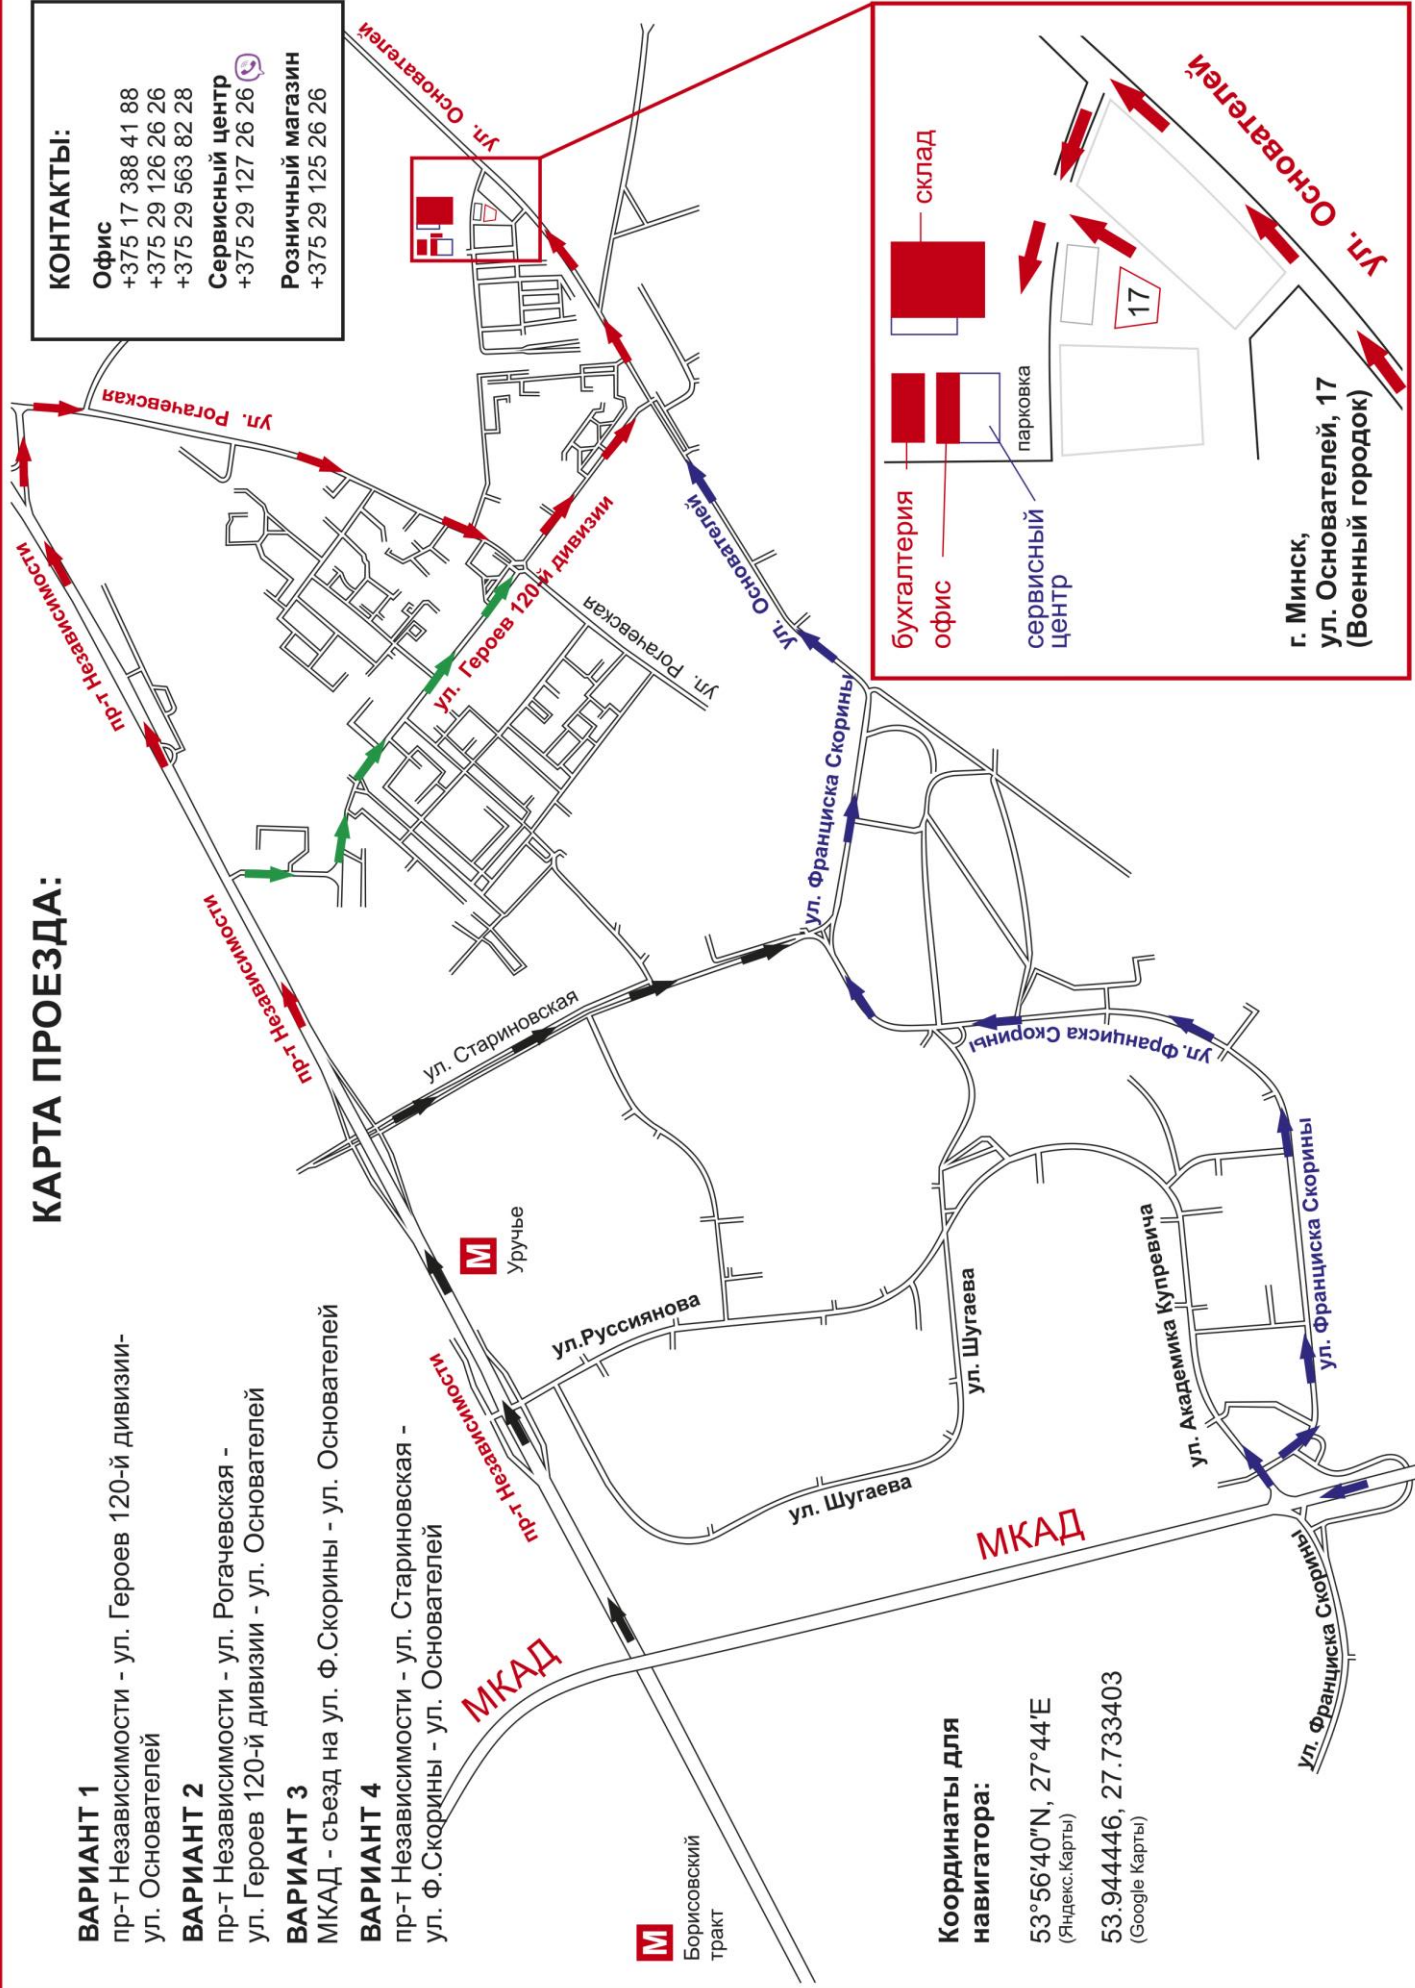 КАРТА ПРОЕЗДА:
ВАРИАНТ 1
пр-т Независимости - ул. Героев 120-й дивизии-
ул. Основателей
ВАРИАНТ 2
пр-т Независимости - ул. Рогачевская -
ул. Героев 120-й дивизии - ул. Основателей
ВАРИАНТ 3
МКАД - съезд на ул. Ф.Скорины - ул. Основателей
ВАРИАНТ 4
пр-т Независимости - ул. Стариновская -
ул. Ф.Скорины - ул. Основателей
КОНТАКТЫ:
Офис
+375 17 388 41 88
+375 29 126 26 26
+375 29 563 82 28
Сервисный центр
+375 29 127 26 26
Розничный магазин
+375 29 125 26 26
пр-т Независимости
пр-т Независимости
пр-т Независимости
ул. Рогачевская
ул. Основателей
ул. Героев 120-й дивизии
ул. Рогачевская
ул. Стариновская
М
Уручье
ул.Руссиянова
ул. Основателей
ул. Франциска Скорины
ул. Франциска Скорины
ул. Шугаева
ул. Шугаева
ул. Академика Купревича
ул. Франциска Скорины
МКАД
МКАД
ул. Франциска Скорины
М
Борисовский
тракт
Координаты для
навигатора:
53°56'40"N, 27°44'E
(Яндекс.Карты)
53.944446, 27.733403
(Google Карты)
склад
бухгалтерия
офис
сервисный
центр
парковка
17
ул. Основателей
г. Минск,
ул. Основателей, 17
(Военный городок)